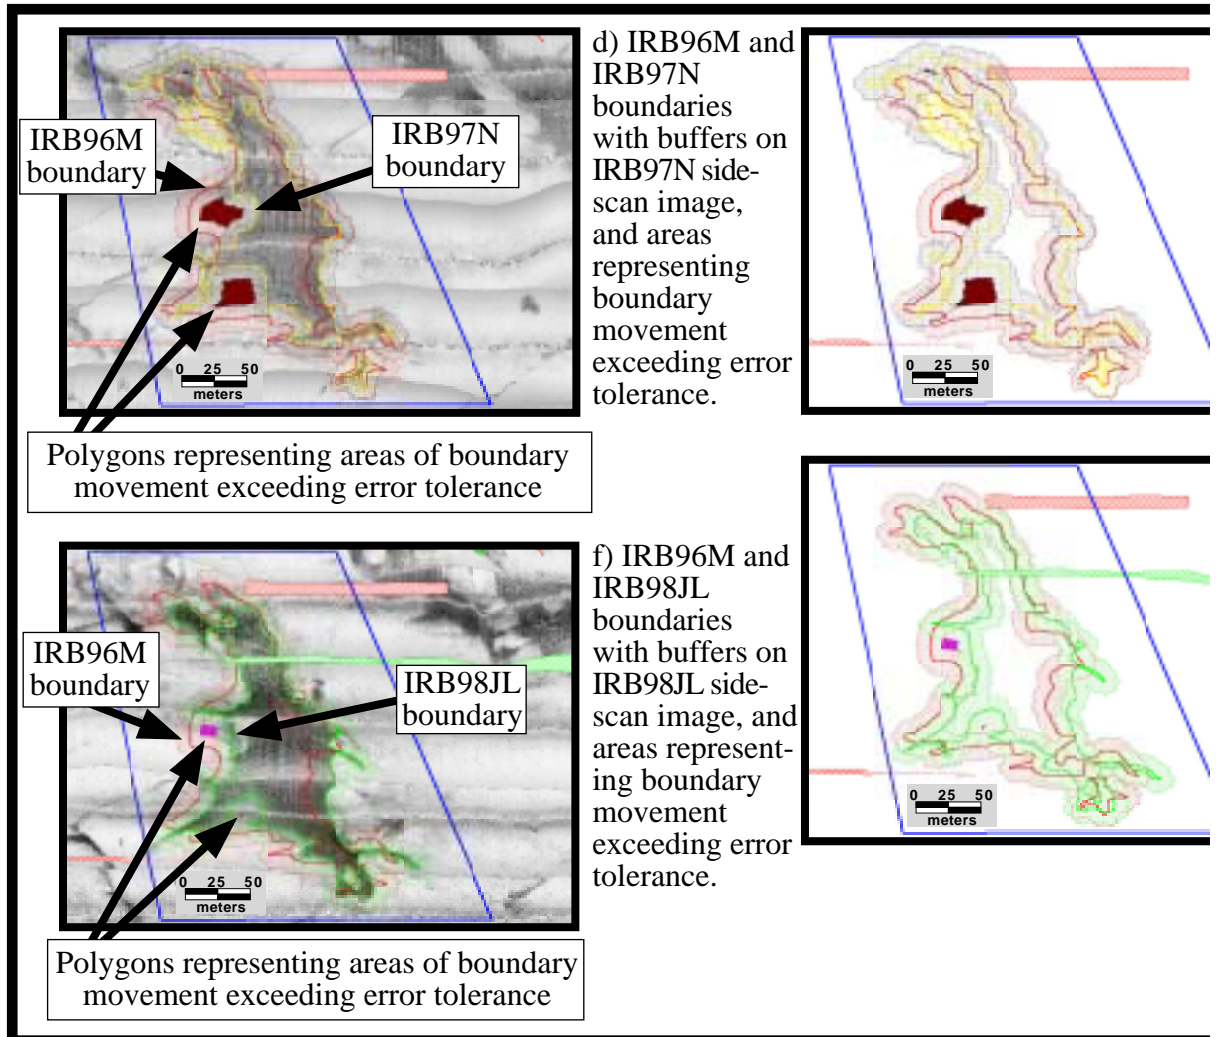 IRB96M
boundary
IRB97N
boundary
0 25 50
meters
Polygons representing areas of boundary
movement exceeding error tolerance
d) IRB96M and
IRB97N
boundaries
with buffers on
IRB97N side-
scan image,
and areas
representing
boundary
movement
exceeding error
tolerance.
0 25 50
meters
IRB96M
boundary
IRB98JL
boundary
0 25 50
meters
Polygons representing areas of boundary
movement exceeding error tolerance
f) IRB96M and
IRB98JL
boundaries
with buffers on
IRB98JL side-
scan image, and
areas represent-
ing boundary
movement
exceeding error
tolerance.
0 25 50
meters